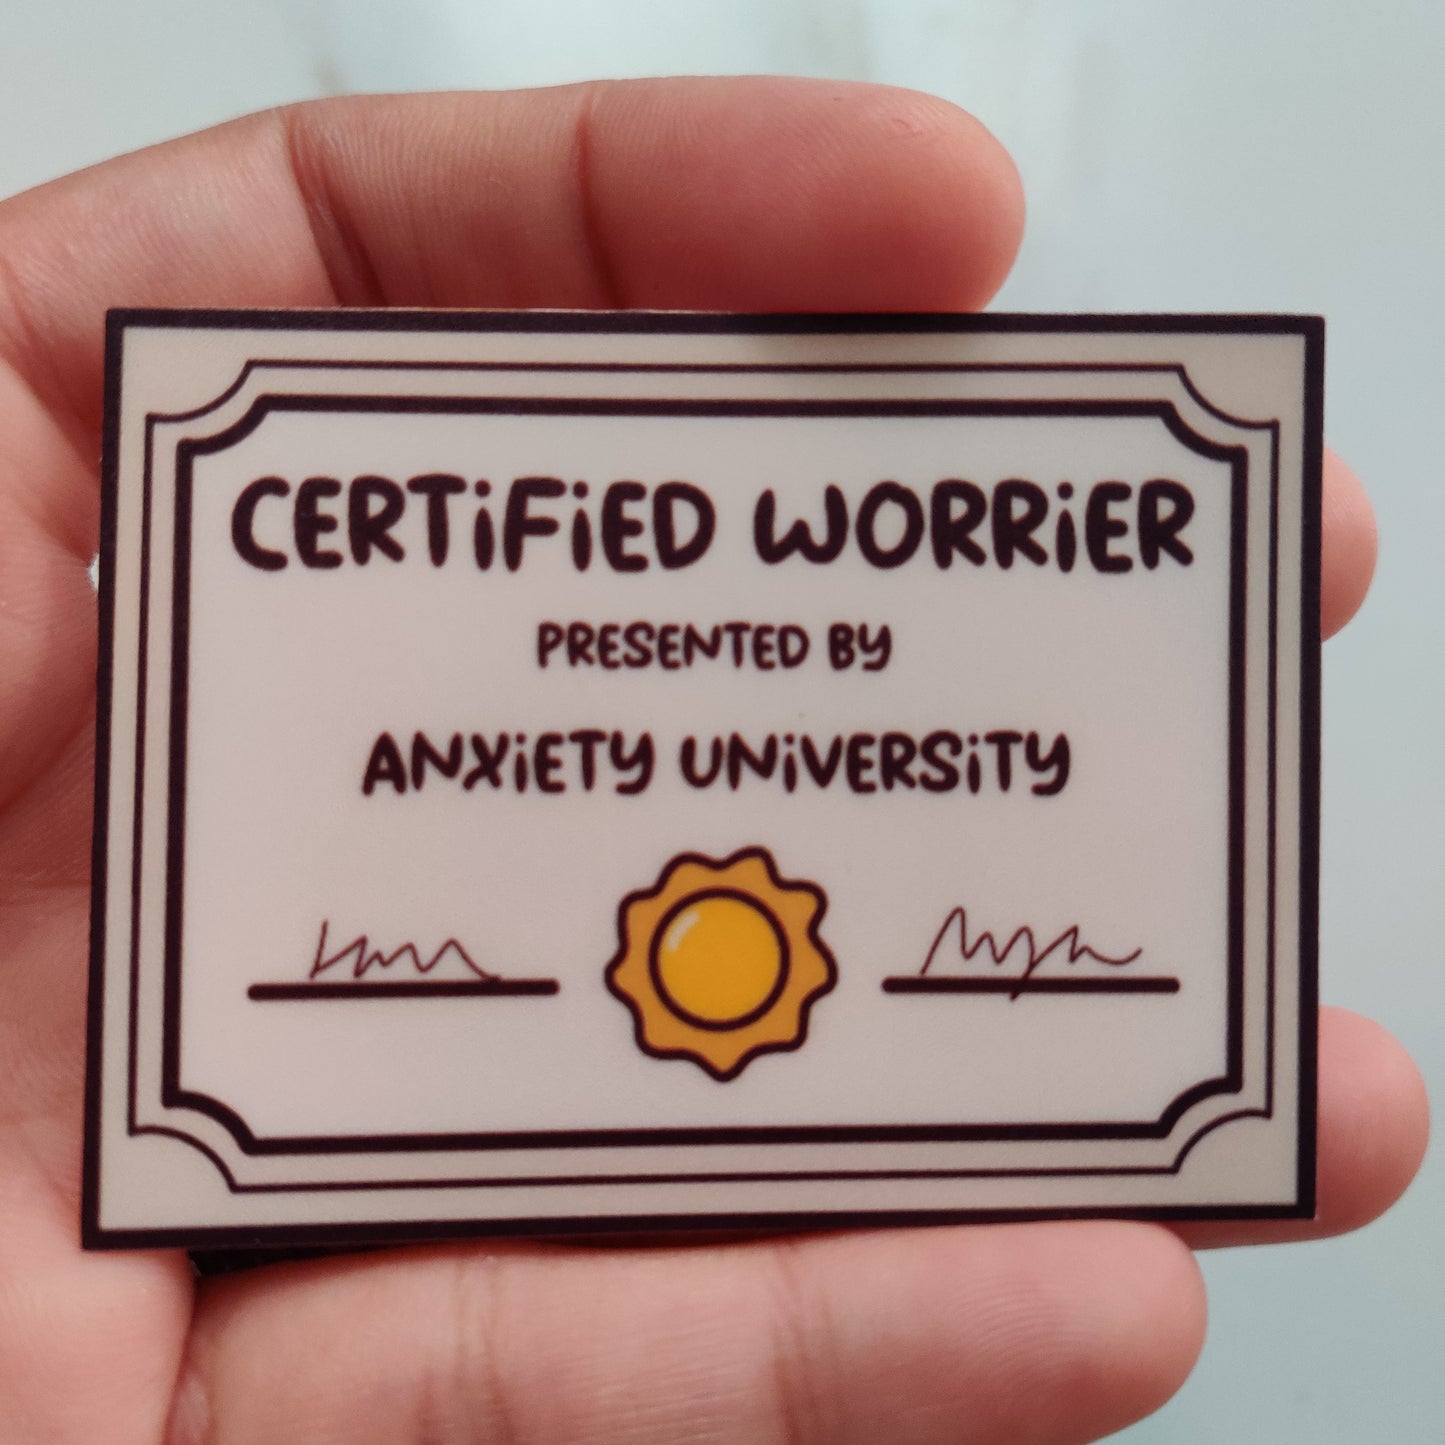 CERTiFiED WORRiER
PRESENTED BY
ANXiETY UNiVERSiTY